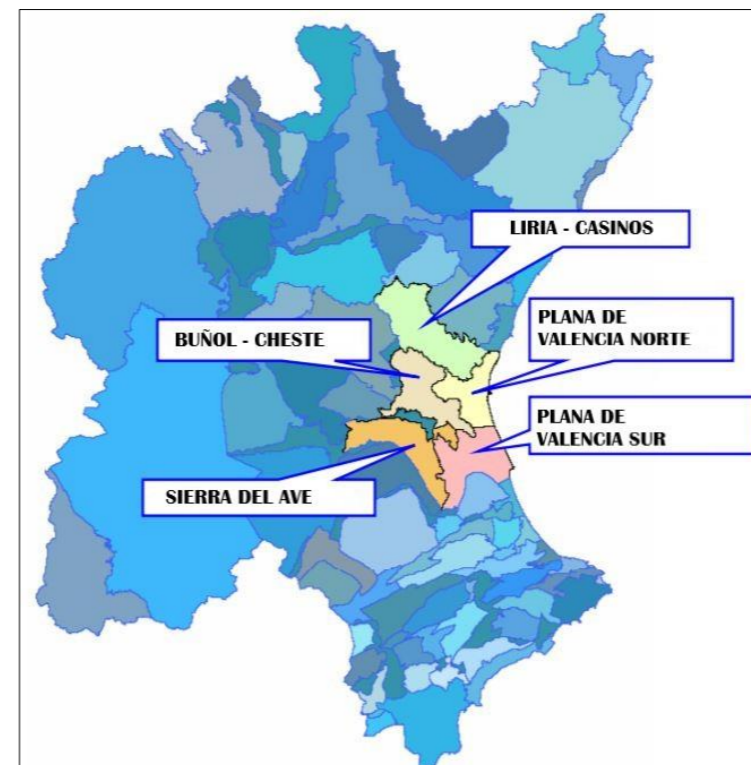 LIRIA - CASINOS
PLANA DE
VALENCIA NORTE
BUÑOL - CHESTE
PLANA DE
VALENCIA SUR
SIERRA DEL AVE